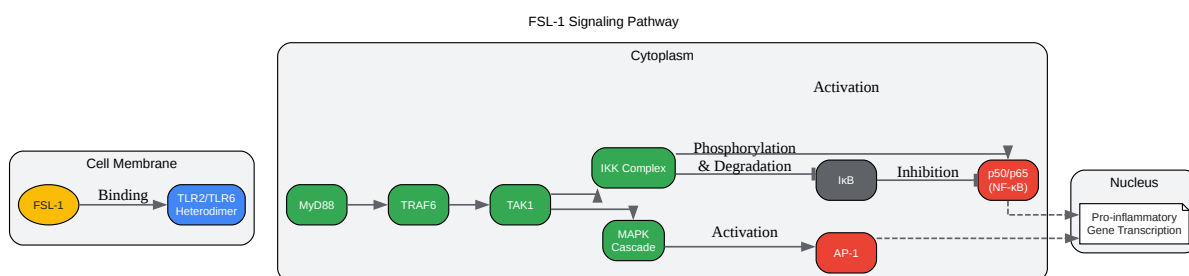 FSL-1 Signaling Pathway
Cell Membrane
FSL-1
Binding
TLR2/TLR6
Heterodimer
Cytoplasm
MyD88
TRAF6
TAK1
IKK Complex
MAPK
Cascade
Phosphorylation
& Degradation
Activation
IκB
Inhibition
p50/p65
(NF-κB)
Activation
AP-1
Nucleus
Pro-inflammatory
Gene Transcription